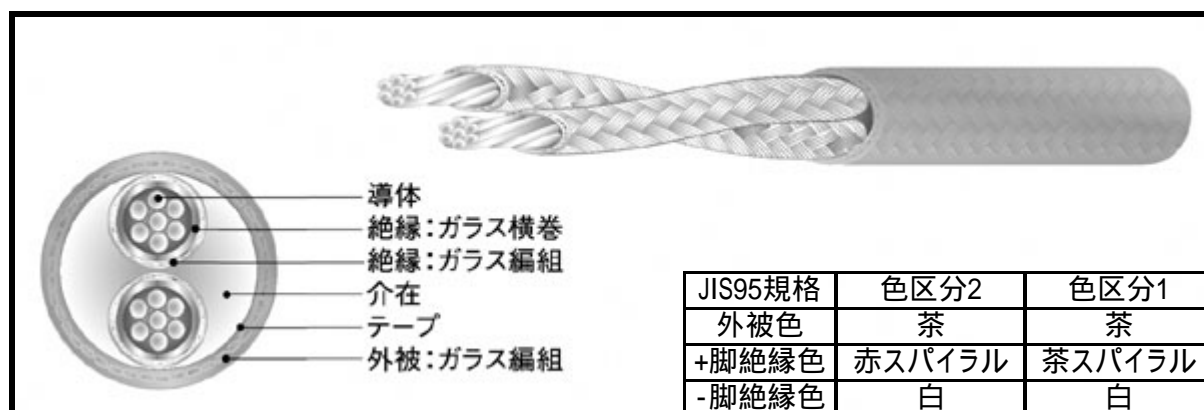 導体
絶縁：ガラス横巻
絶縁：ガラス編組
介在
テープ
外被：ガラス編組
JIS95規格 色区分2 色区分1
外被色 茶 茶
+脚絶縁色 赤スパイラル 茶スパイラル
-脚絶縁色 白 白